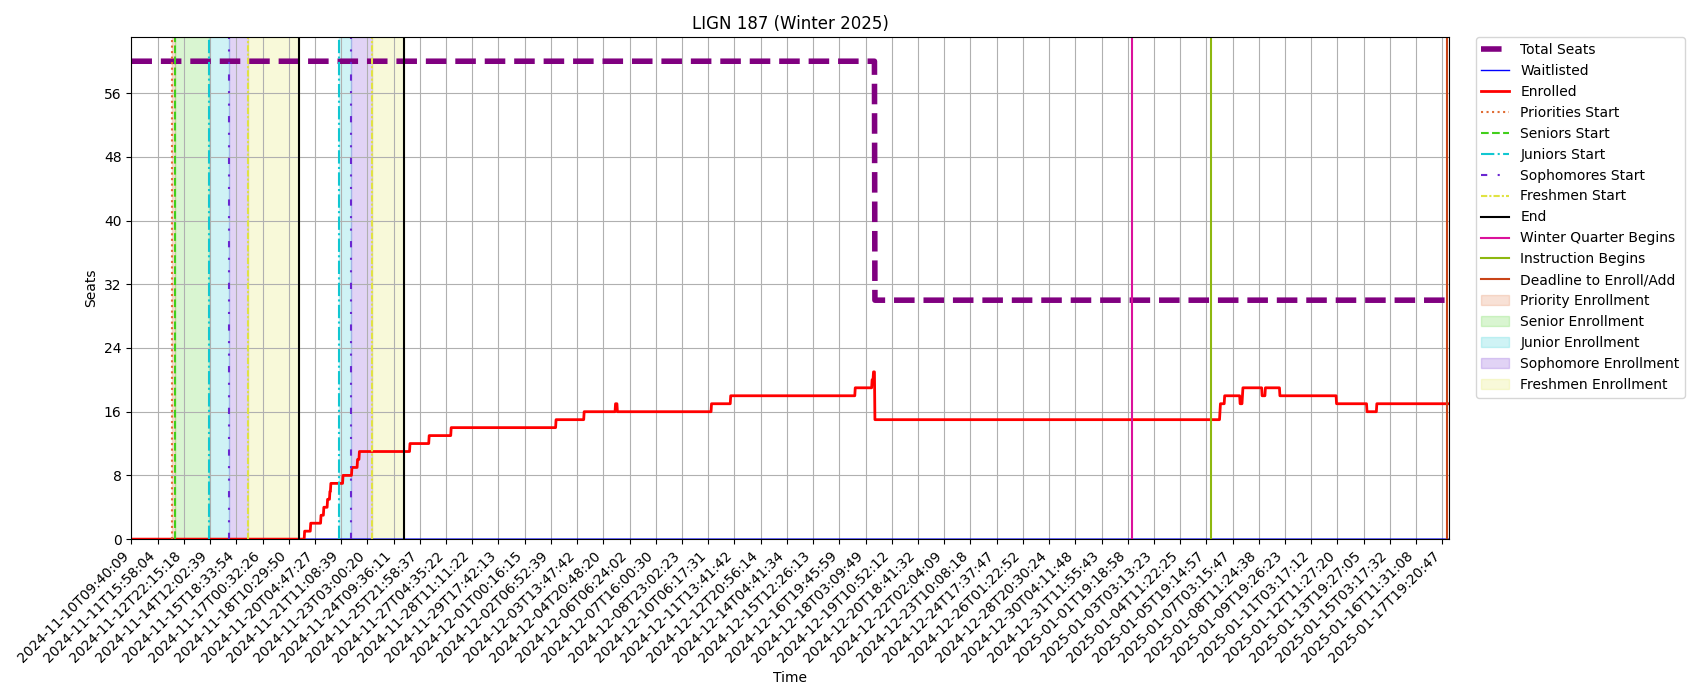 LIGN 187 (Winter 2025)
Seats
56
48
40
32
24
16
8
0
2024-11-10T09:40:09
2024-11-11T15:58:04
2024-11-12T22:15:18
2024-11-14T12:02:39
2024-11-15T18:33:54
2024-11-17T00:32:26
2024-11-18T10:29:50
2024-11-20T04:47:27
2024-11-21T11:08:39
2024-11-23T03:00:20
2024-11-24T09:36:11
2024-11-25T21:58:37
2024-11-27T04:35:22
2024-11-28T11:11:22
2024-11-29T17:42:13
2024-12-01T00:16:15
2024-12-02T06:52:39
2024-12-03T13:47:42
2024-12-04T20:48:20
2024-12-06T06:24:02
2024-12-07T16:00:30
2024-12-08T23:02:23
2024-12-10T06:17:31
2024-12-11T13:41:42
2024-12-12T20:56:14
2024-12-14T04:41:34
2024-12-15T12:26:13
2024-12-16T19:45:59
2024-12-18T03:09:49
2024-12-19T10:52:12
2024-12-20T18:41:32
2024-12-22T02:04:09
2024-12-23T10:08:18
2024-12-24T17:37:47
2024-12-26T01:22:52
2024-12-28T20:30:24
2024-12-30T04:11:48
2024-12-31T11:55:43
2025-01-01T19:18:58
2025-01-03T03:13:23
2025-01-04T11:22:25
2025-01-05T19:14:57
2025-01-07T03:15:47
2025-01-08T11:24:38
2025-01-09T19:26:23
2025-01-11T03:17:12
2025-01-12T11:27:20
2025-01-13T19:27:05
2025-01-15T03:17:32
2025-01-16T11:31:08
2025-01-17T19:20:47
Time
Total Seats
Waitlisted
Enrolled
Priorities Start
Seniors Start
Juniors Start
Sophomores Start
Freshmen Start
End
Winter Quarter Begins
Instruction Begins
Deadline to Enroll/Add
Priority Enrollment
Senior Enrollment
Junior Enrollment
Sophomore Enrollment
Freshmen Enrollment